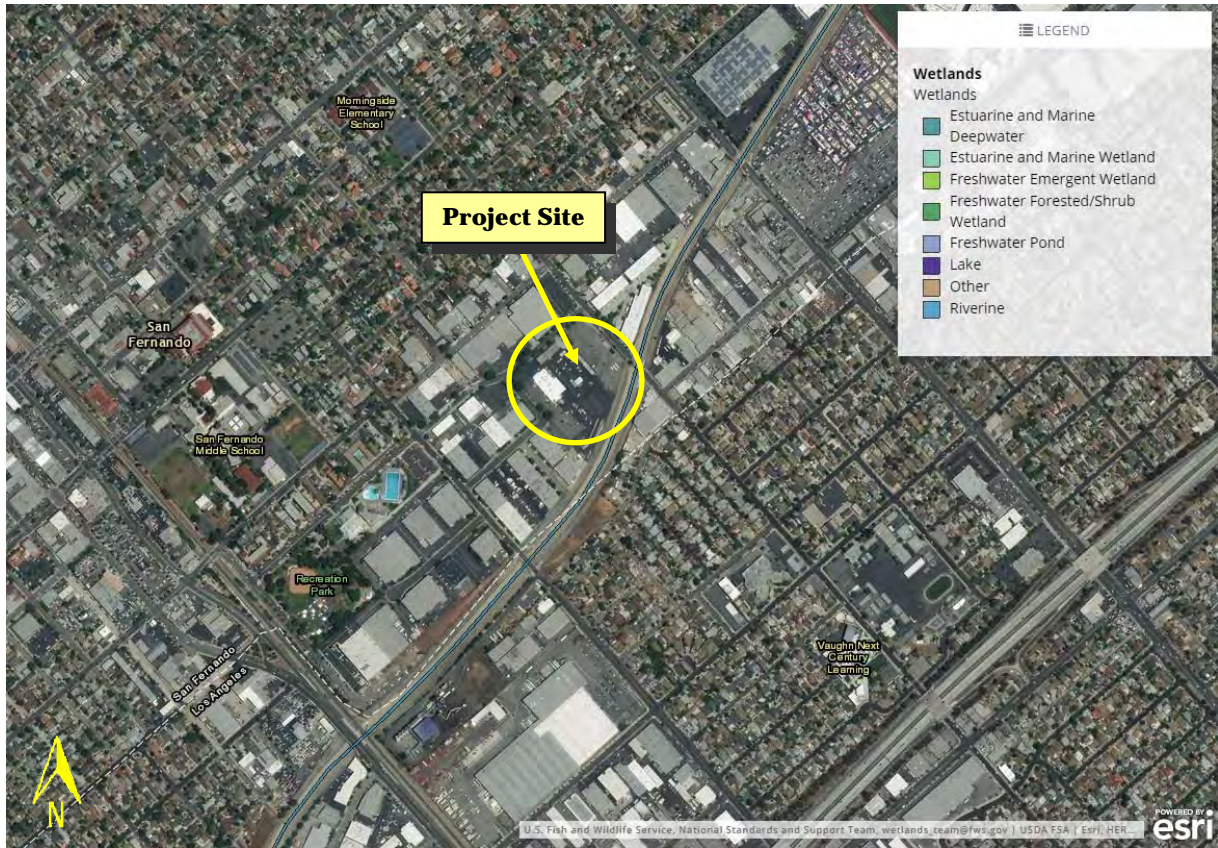 LEGEND
Wetlands
Wetlands
Estuarine and Marine
Deepwater
Estuarine and Marine Wetland
Freshwater Emergent Wetland
Freshwater Forested/Shrub
Wetland
Freshwater Pond
Lake
Other
Riverine
Morningside
Elementary
School
Project Site
San
Fernando
San Fernando
Middle School
Recreation
Park
Vaughn Next
Century
Learning
San Fernando
Los Angeles
N
U.S. Fish and Wildlife Service, National Standards and Support Team, wetlands_team@fws.gov | USDA FSA | Esri, HER...
POWERED BY
esri